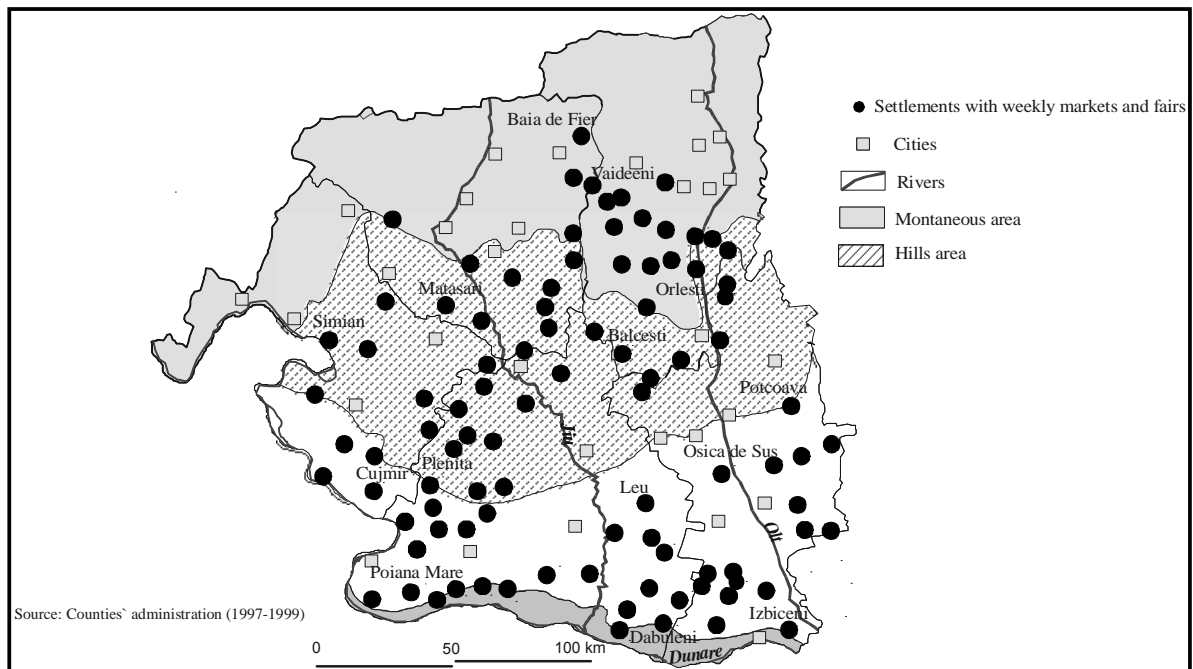 Baia de Fier
Settlements with weekly markets and fairs
Cities
Vaideeni
Rivers
Montaneous area
Hills area
Matasari
Orlesti
Simian
Balcesti
Potcoava
Jiu
Osica de Sus
Plenita
Cujmir
Leu
Olt
Poiana Mare
Source: Counties` administration (1997-1999)
Izbiceni
Dabuleni
Dunare
0 50 100 km